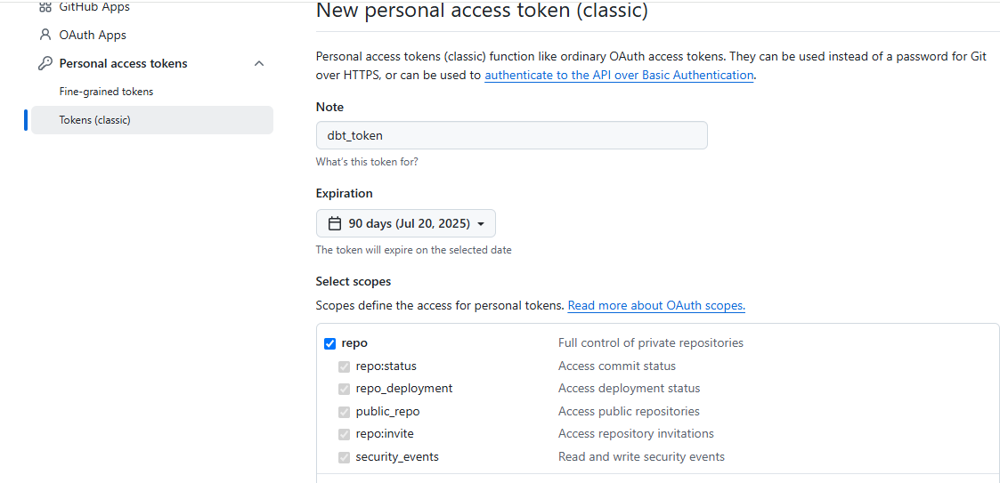 GitHub Apps
OAuth Apps
Personal access tokens
Fine-grained tokens
Tokens (classic)
New personal access token (classic)
Personal access tokens (classic) function like ordinary OAuth access tokens. They can be used instead of a password for Git
over HTTPS, or can be used to authenticate to the API over Basic Authentication.
Note
dbt_token
What's this token for?
Expiration
90 days (Jul 20, 2025)
The token will expire on the selected date
Select scopes
Scopes define the access for personal tokens. Read more about OAuth scopes.
repo Full control of private repositories
repo:status Access commit status
repo_deployment Access deployment status
public_repo Access public repositories
repo:invite Access repository invitations
security_events Read and write security events